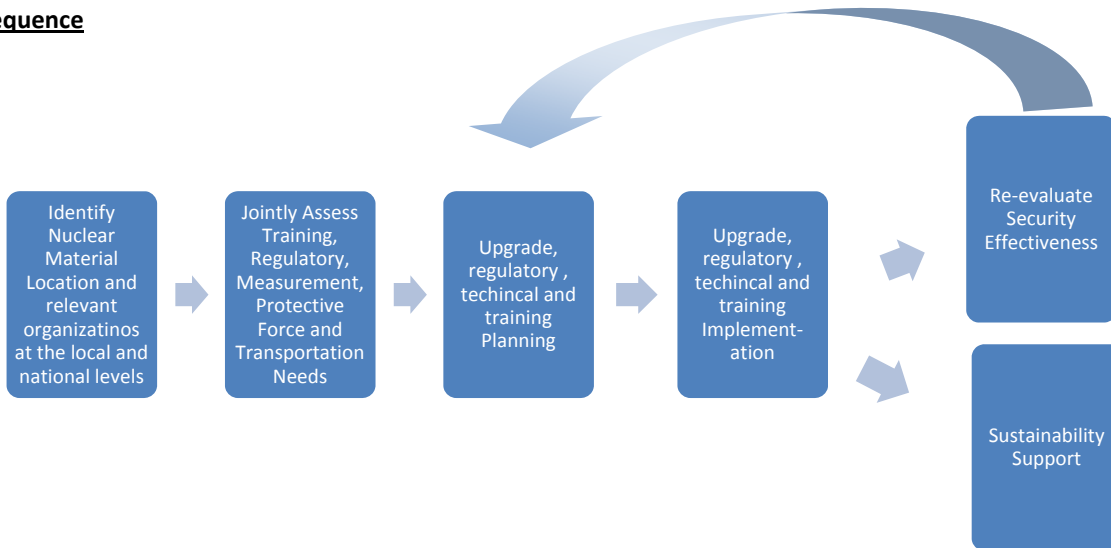 equence
Identify
Nuclear
Material
Location and
relevant
organizatinos
at the local and
national levels
Jointly Assess
Training,
Regulatory,
Measurement,
Protective
Force and
Transportation
Needs
Upgrade,
regulatory ,
techincal and
training
Planning
Upgrade,
regulatory ,
techincal and
training
Implement-
ation
Re-evaluate
Security
Effectiveness
Sustainability
Support